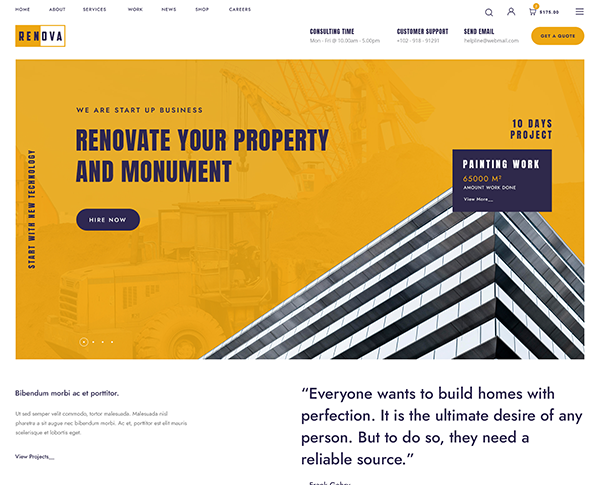 HOME ABOUT SERVICES WORK NEWS SHOP CAREERS
0
$175.00
RENOVA
CONSULTING TIME
Mon - Fri @ 10.00am - 5.00pm
CUSTOMER SUPPORT
+102 - 918 - 91291
SEND EMAIL
helpline@webmail.com
GET A QUOTE
START WITH NEW TECHNOLOGY
WE ARE START UP BUSINESS
RENOVATE YOUR PROPERTY
AND MONUMENT
HIRE NOW
10 DAYS
PROJECT
PAINTING WORK
65000 M²
AMOUNT WORK DONE
View More__
Bibendum morbi ac et porttitor.
Ut sed semper velit commodo, tortor malesuada. Malesuada nisl
pharetra a sit augue nec bibendum morbi. Ac et, porttitor est elit mauris
scelerisque et lobortis eget.
View Projects__
“Everyone wants to build homes with
perfection. It is the ultimate desire of any
person. But to do so, they need a
reliable source.”